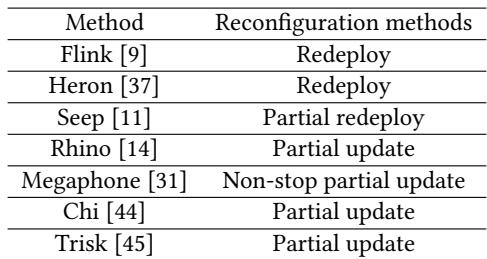 Method Reconfiguration methods
Flink [9] Redeploy
Heron [37] Redeploy
Seep [11] Partial redeploy
Rhino [14] Partial update
Megaphone [31] Non-stop partial update
Chi [44] Partial update
Trisk [45] Partial update